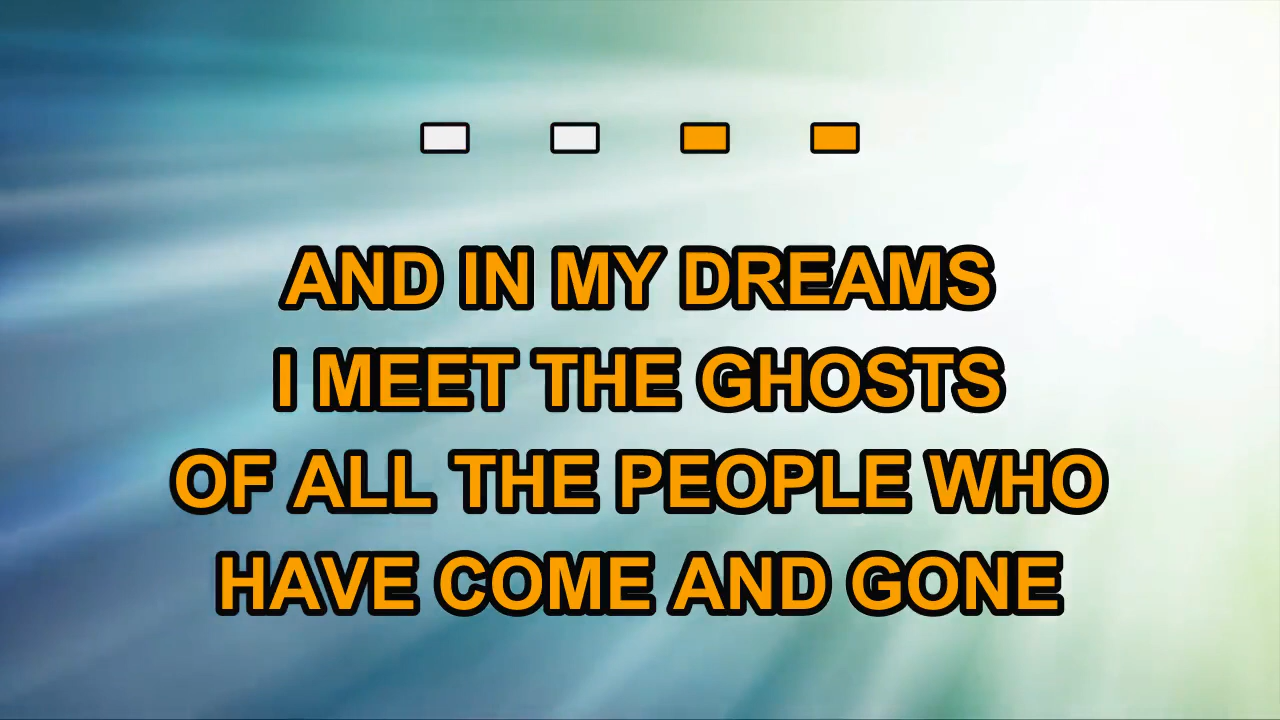 AND IN MY DREAMS
I MEET THE GHOSTS
OF ALL THE PEOPLE WHO
HAVE COME AND GONE